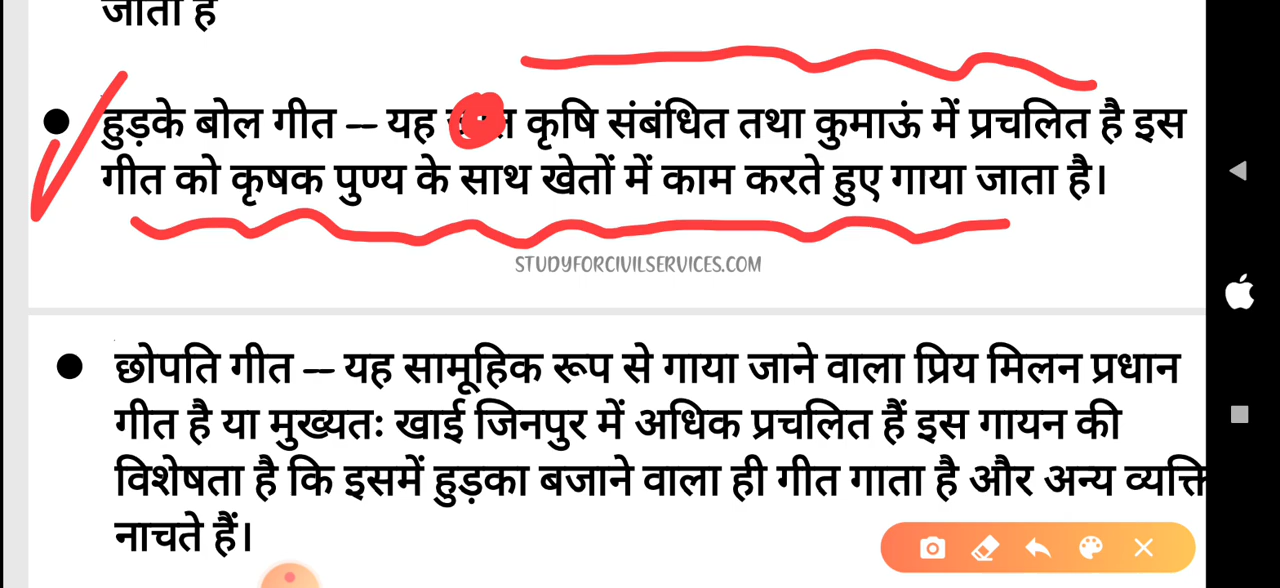 जाता है
हुड़के बोल गीत — यह कृषि संबंधित तथा कुमाऊं में प्रचलित है इस
गीत को कृषक पुण्य के साथ खेतों में काम करते हुए गाया जाता है।
STUDYFORCIVILSERVICES.COM
छोपति गीत — यह सामूहिक रूप से गाया जाने वाला प्रिय मिलन प्रधान
गीत है या मुख्यतः खाई जिनपुर में अधिक प्रचलित हैं इस गायन की
विशेषता है कि इसमें हुड़का बजाने वाला ही गीत गाता है और अन्य व्यक्ति
नाचते हैं।